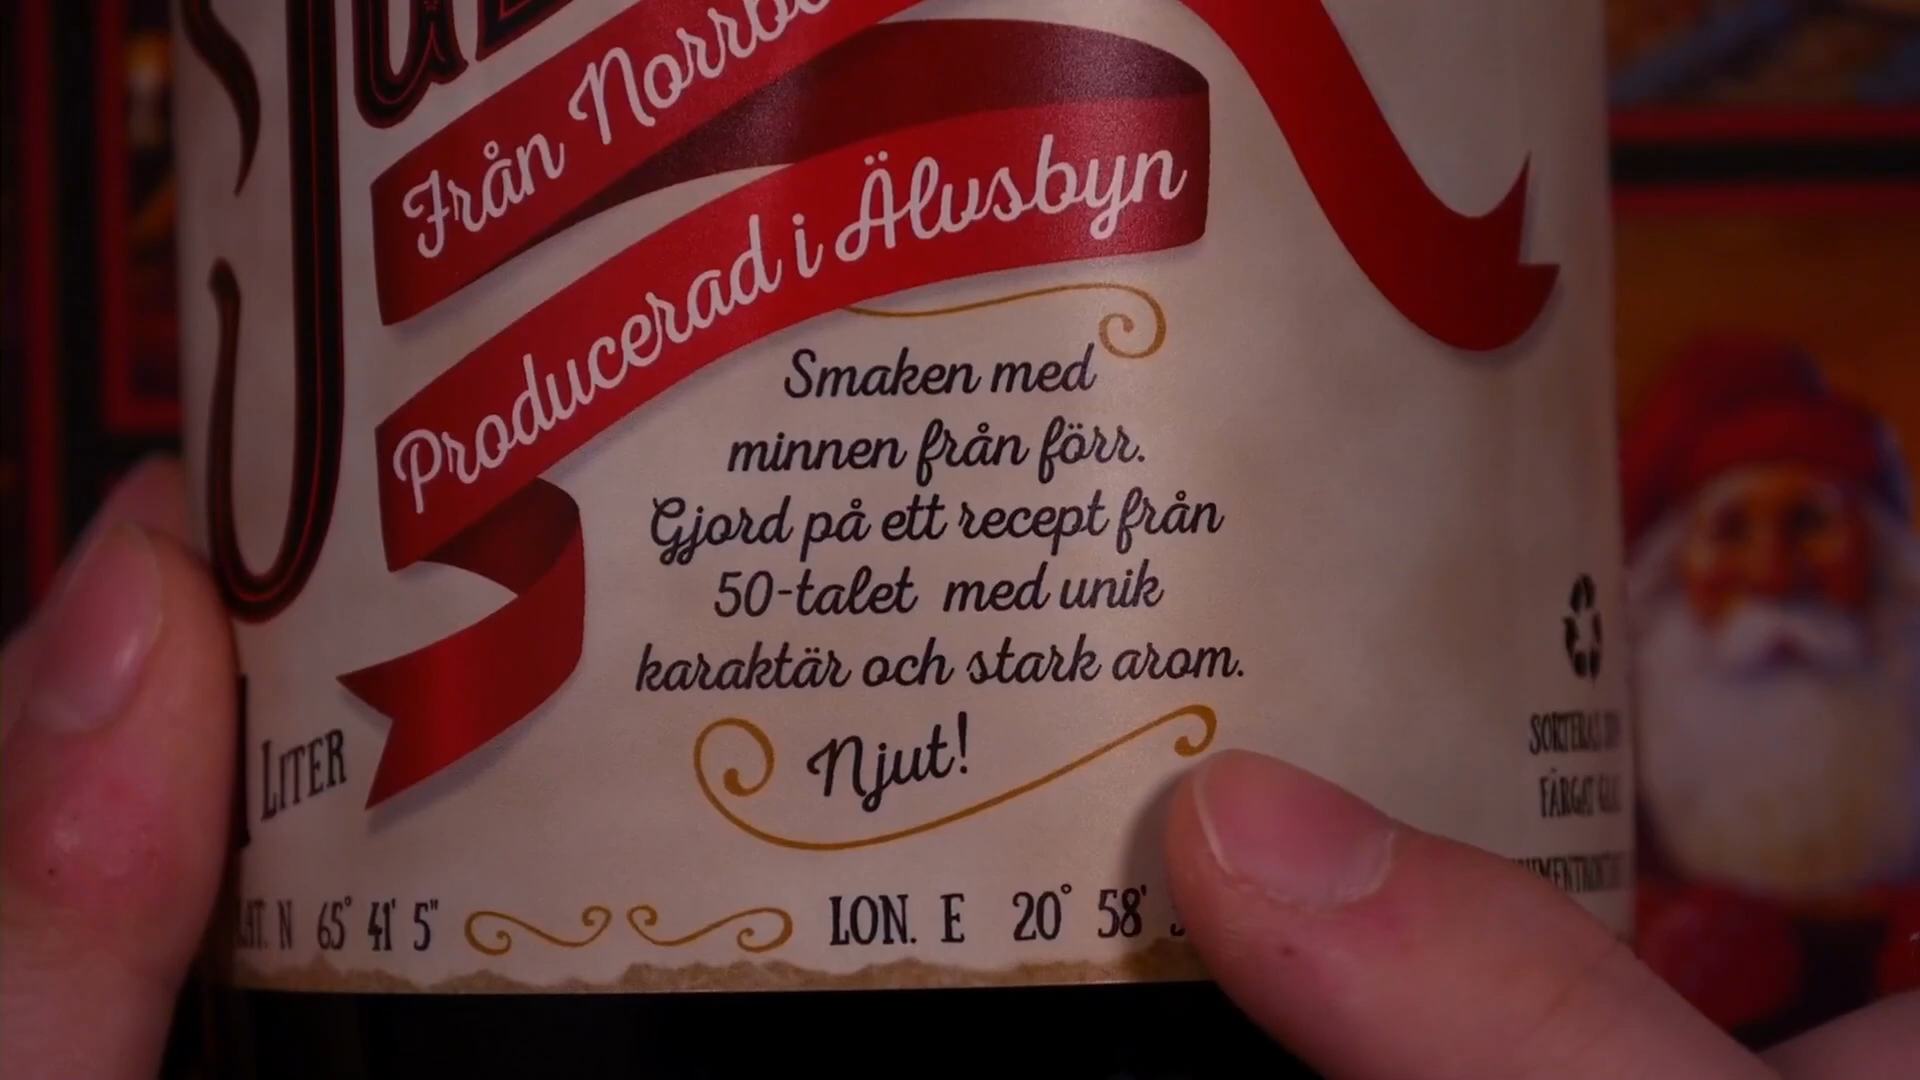 Från
Producerad i Älvsbyn
Smaken med
minnen från förr.
Gjord på ett recept från
50-talet med unik
karaktär och stark arom.
Njut!
LITER
N 65° 41' 5"
LON. E 20° 58'